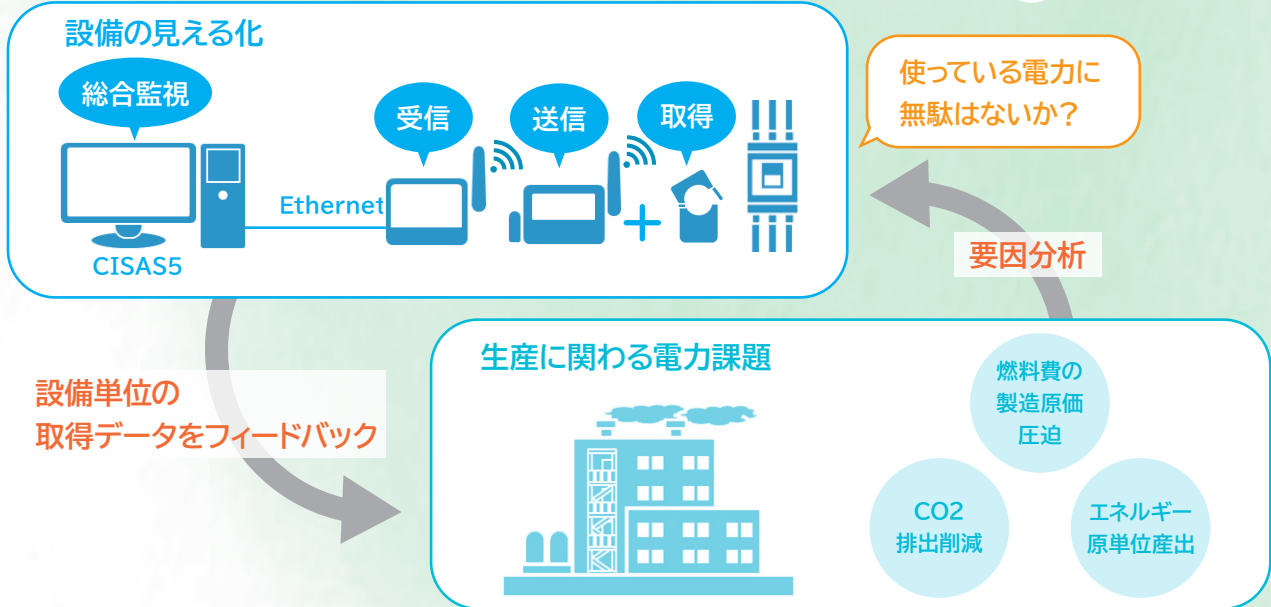 設備の見える化
総合監視
受信
送信
取得
Ethernet
CISAS5
使っている電力に
無駄はないか?
要因分析
設備単位の
取得データをフィードバック
生産に関わる電力課題
燃料費の
製造原価
圧迫
CO2
排出削減
エネルギー
原単位産出